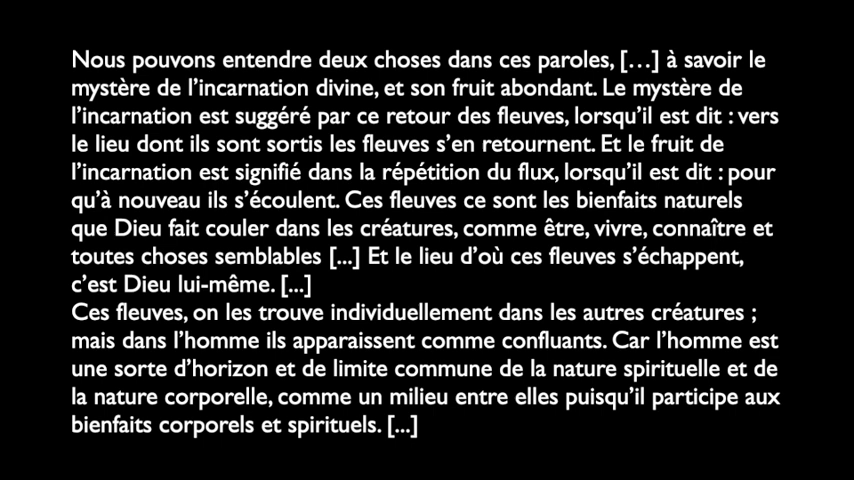 Nous pouvons entendre deux choses dans ces paroles, […] à savoir le
mystère de l’incarnation divine, et son fruit abondant. Le mystère de
l’incarnation est suggéré par ce retour des fleuves, lorsqu’il est dit : vers
le lieu dont ils sont sortis les fleuves s’en retournent. Et le fruit de
l’incarnation est signifié dans la répétition du flux, lorsqu’il est dit : pour
qu’à nouveau ils s’écoulent. Ces fleuves ce sont les bienfaits naturels
que Dieu fait couler dans les créatures, comme être, vivre, connaître et
toutes choses semblables [...] Et le lieu d’où ces fleuves s’échappent,
c’est Dieu lui-même. [...]
Ces fleuves, on les trouve individuellement dans les autres créatures ;
mais dans l’homme ils apparaissent comme confluants. Car l’homme est
une sorte d’horizon et de limite commune de la nature spirituelle et de
la nature corporelle, comme un milieu entre elles puisqu’il participe aux
bienfaits corporels et spirituels. [...]